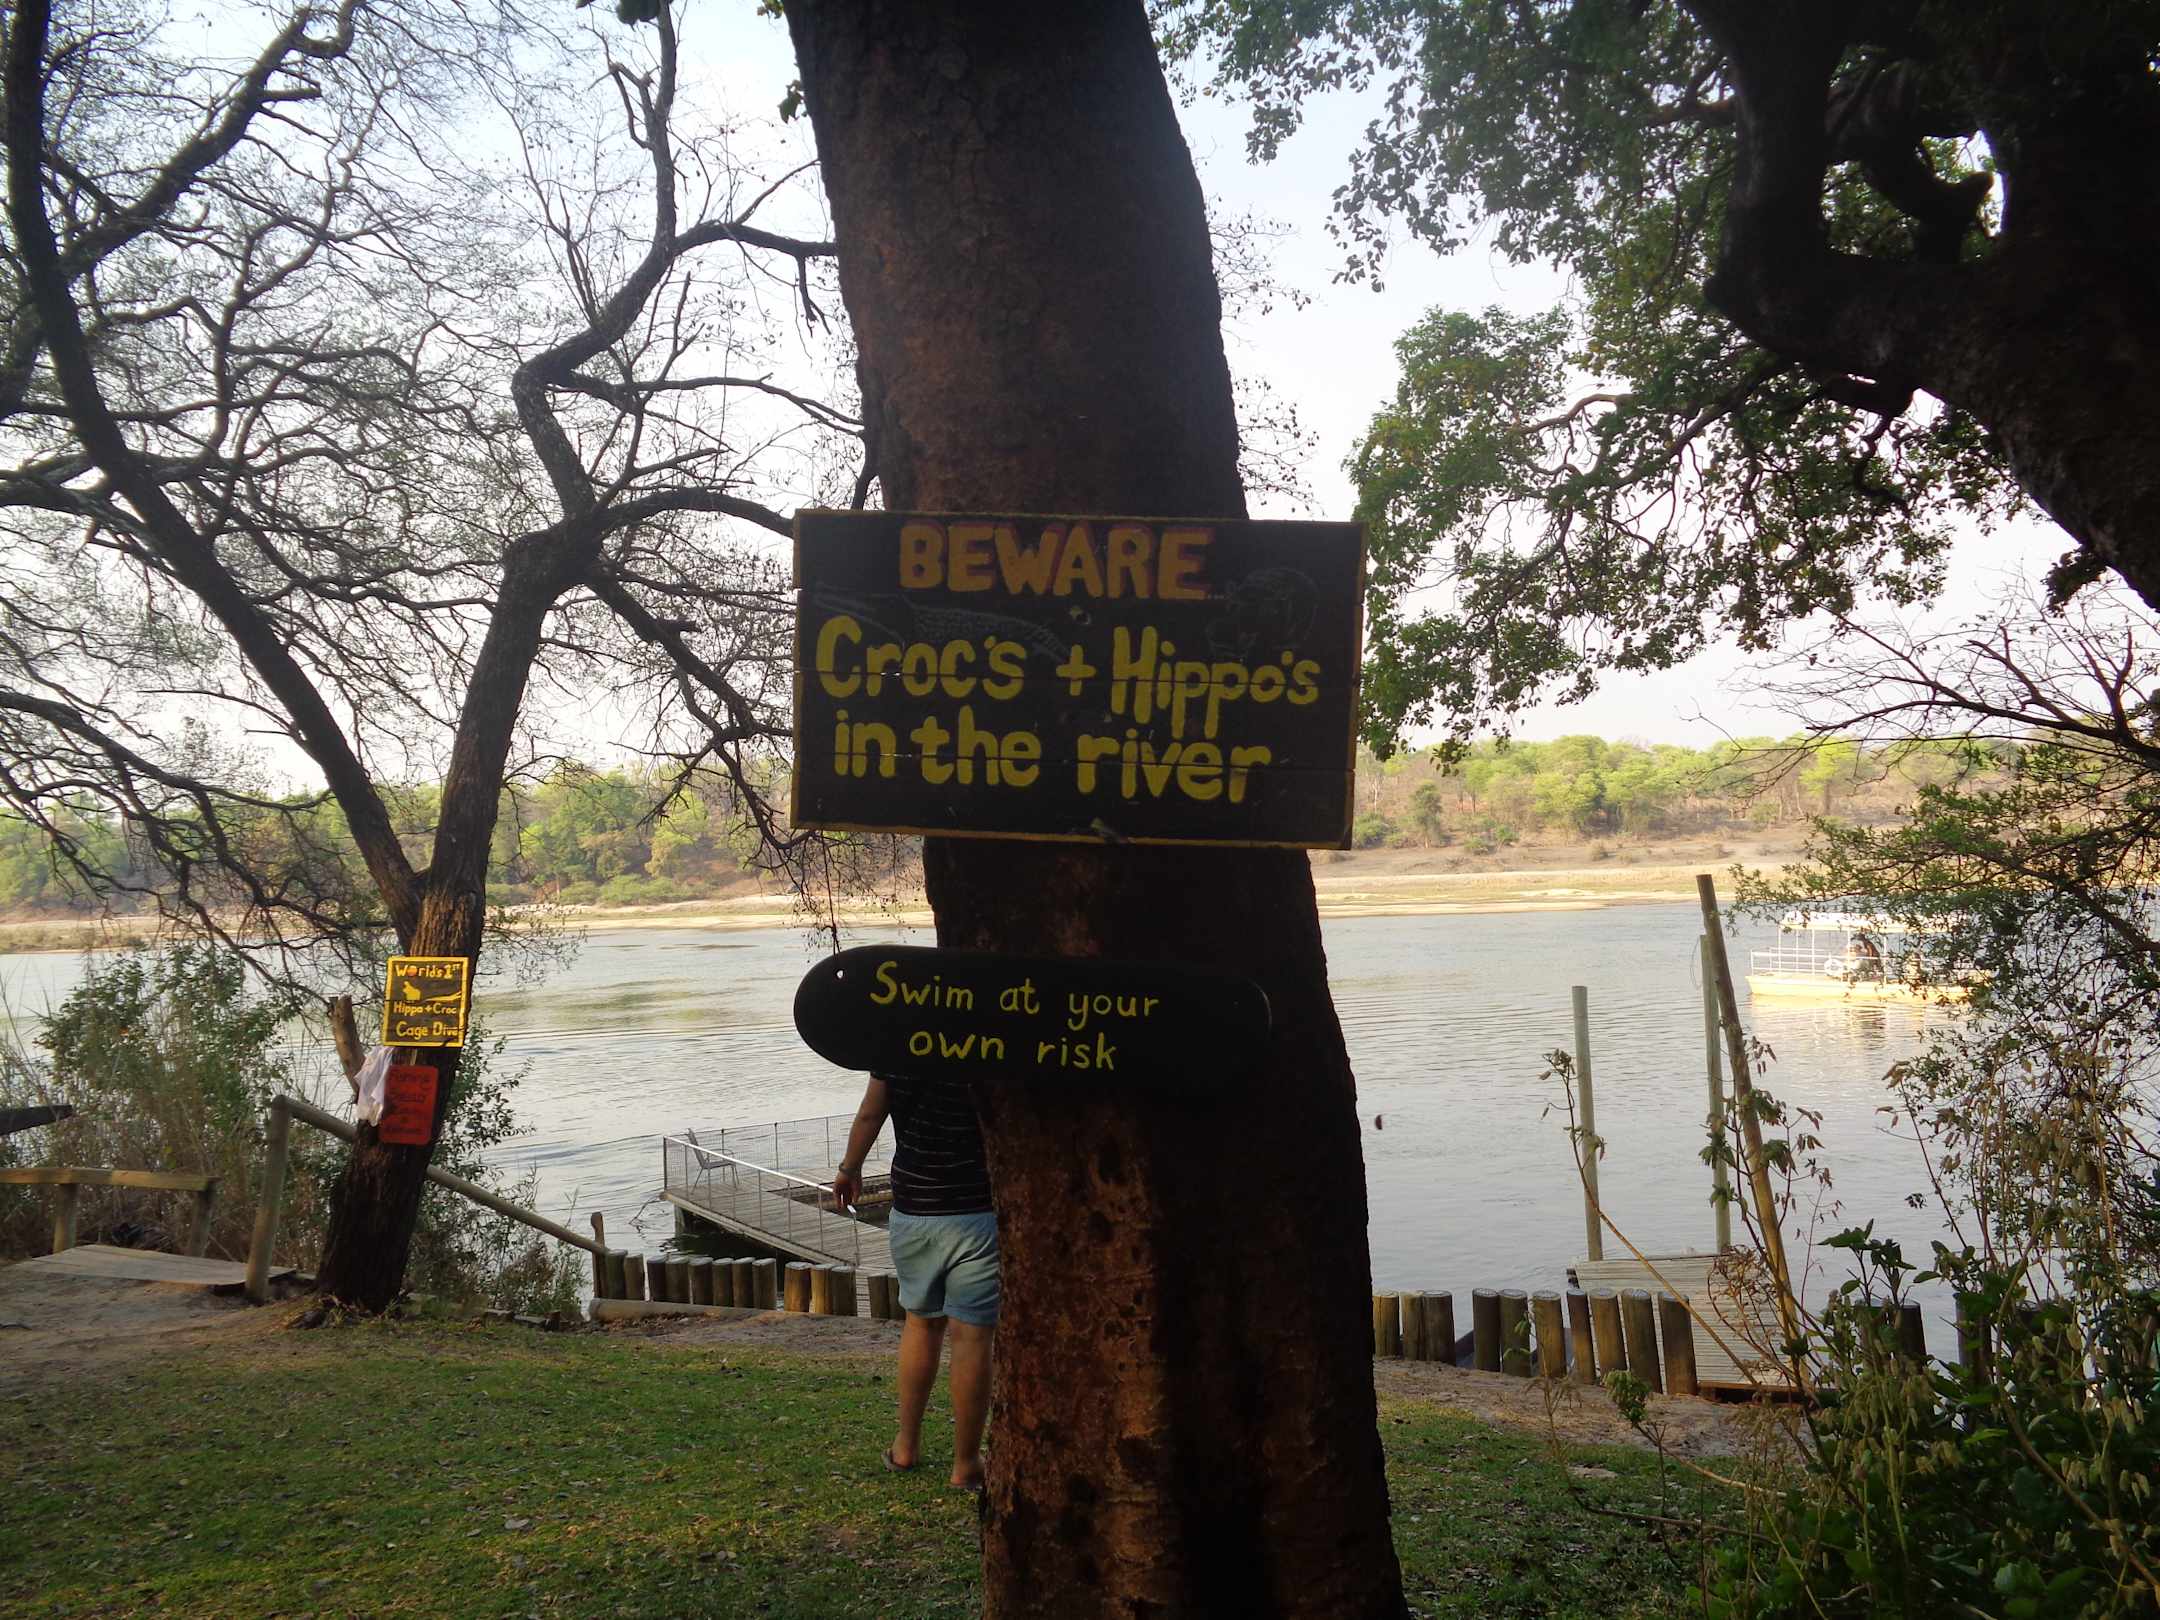 BEWARE...
Croc's + Hippo's
in the river
Swim at your
own risk
World's 1st
Hippo + Croc
Cage Dive